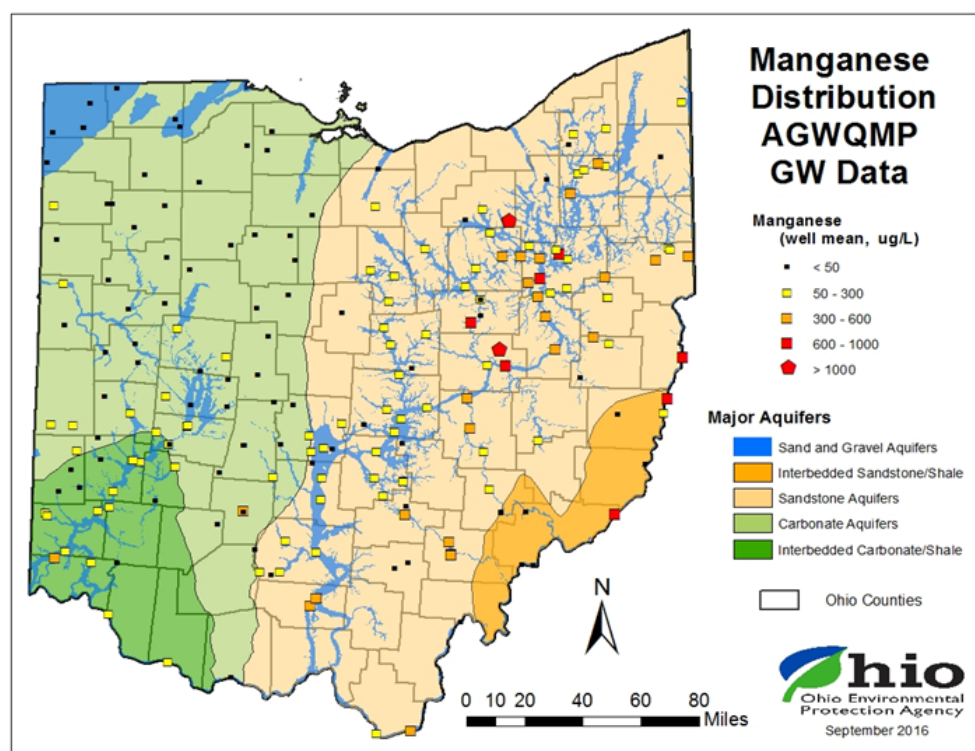 Manganese
Distribution
AGWQMP
GW Data
Manganese
(well mean, ug/L)
< 50
50 - 300
300 - 600
600 - 1000
> 1000
Major Aquifers
Sand and Gravel Aquifers
Interbedded Sandstone/Shale
Sandstone Aquifers
Carbonate Aquifers
Interbedded Carbonate/Shale
N
Ohio Counties
0 10 20 40 60 80
Miles
Ohio
Ohio Environmental
Protection Agency
September 2016